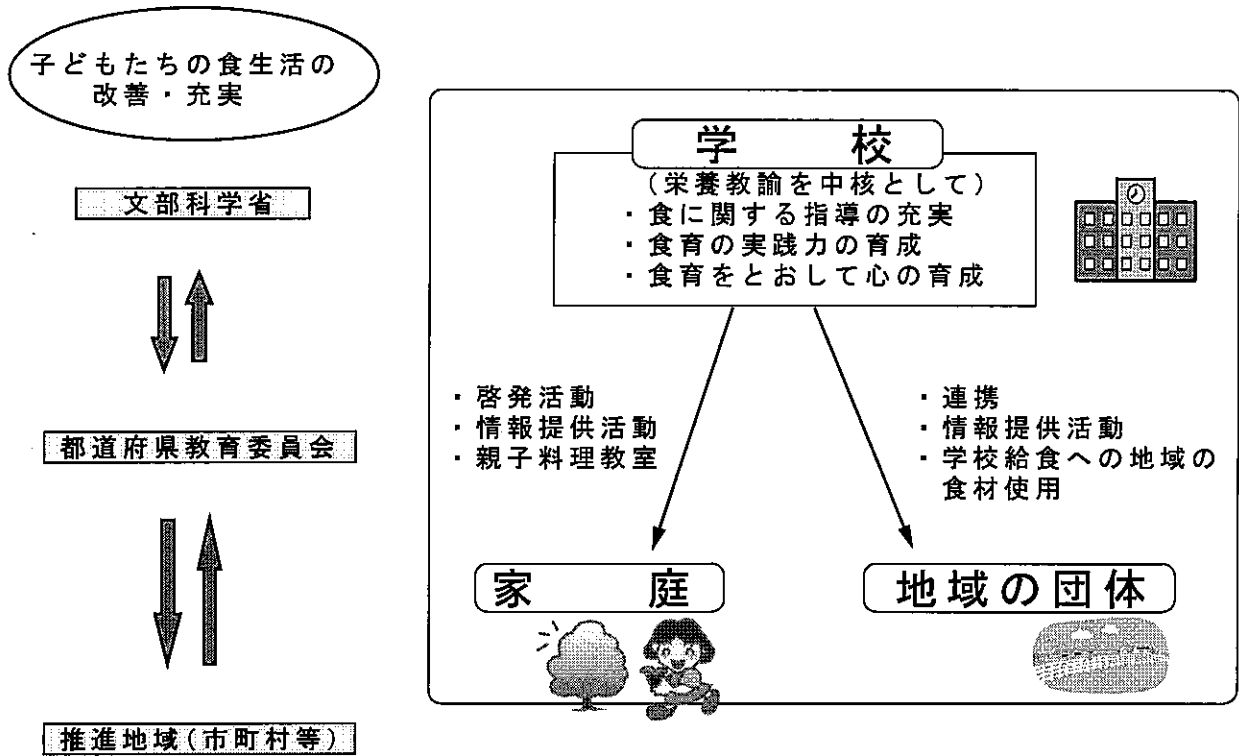 子どもたちの食生活の
改善・充実
文部科学省
都道府県教育委員会
推進地域(市町村等)
学校
(栄養教諭を中核として)
・食に関する指導の充実
・食育の実践力の育成
・食育をとおして心の育成
・啓発活動
・情報提供活動
・親子料理教室
・連携
・情報提供活動
・学校給食への地域の
食材使用
家庭
地域の団体